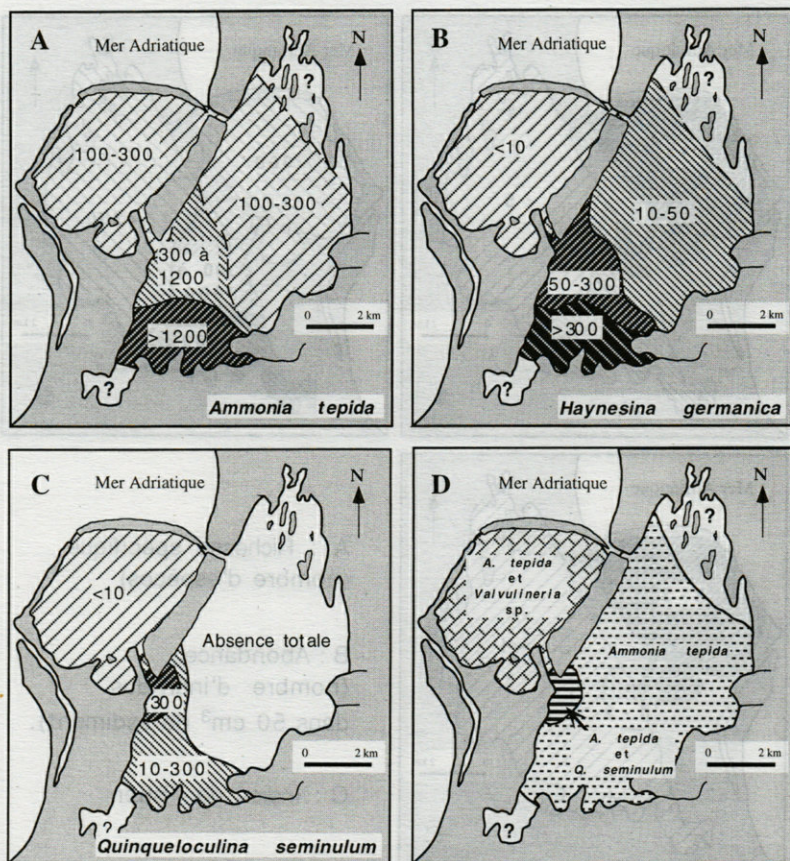 A
Mer Adriatique
N
?
100-300
100-300
300 à
1200
>1200
0 2 km
?
Ammonia tepida
B
Mer Adriatique
N
?
<10
10-50
50-300
>300
0 2 km
?
Haynesina germanica
C
Mer Adriatique
N
?
<10
Absence totale
300
10-300
0 2 km
?
Quinqueloculina seminulum
D
Mer Adriatique
N
?
A. tepida
et
Valvulineria
sp.
Ammonia tepida
0 2 km
A. tepida
et
Q. seminulum
?